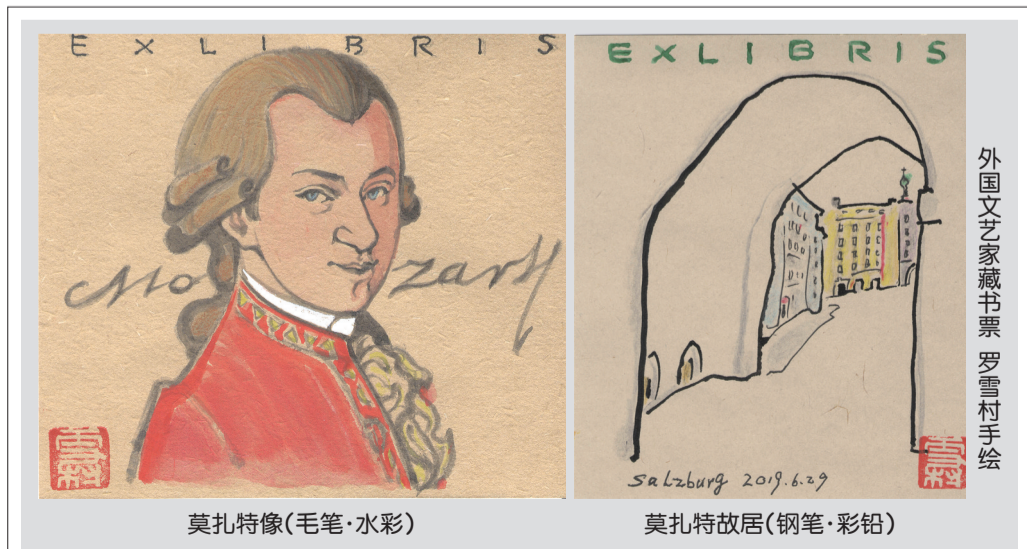 EXLIBRIS
Mozart
莫扎特像(毛笔·水彩)
EXLIBRIS
Salzburg 2019.6.29
莫扎特故居(钢笔·彩铅)
外国文艺家藏书票 罗雪村手绘